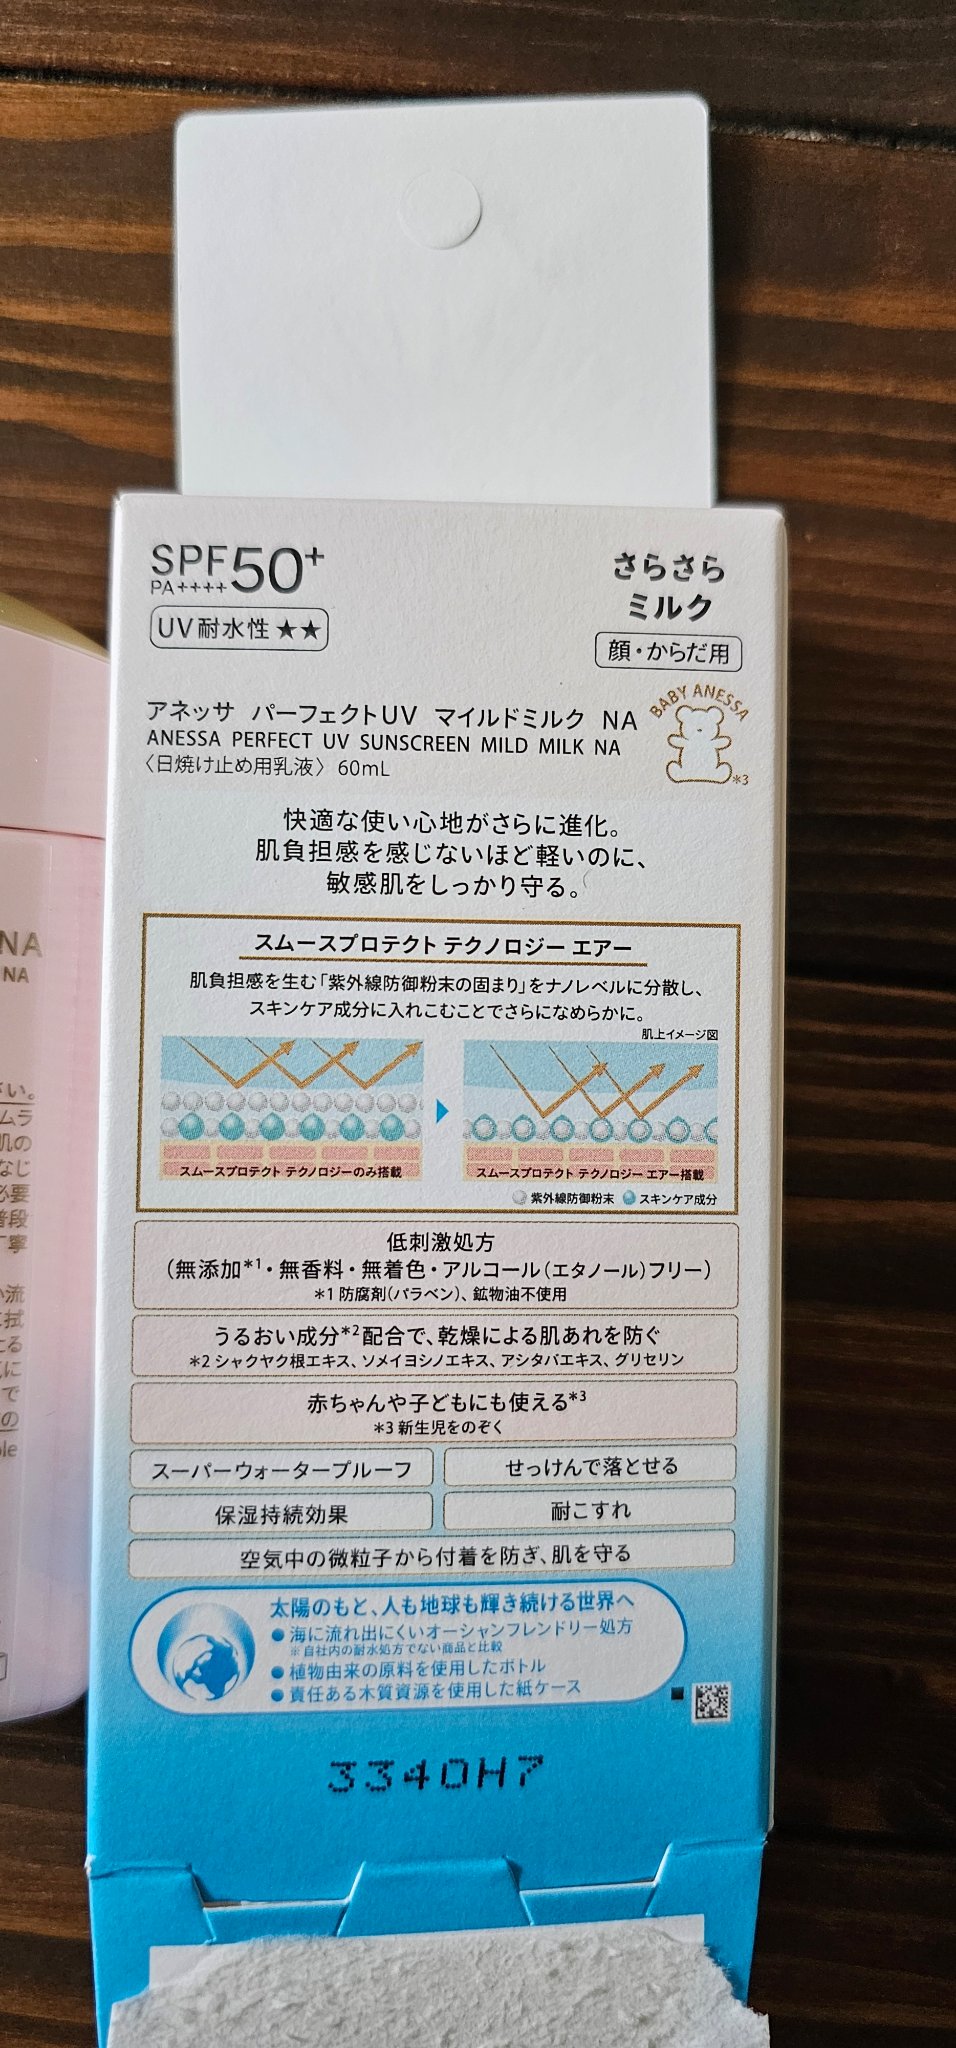 SPF50+
PA++++
UV耐水性★★
さらさら
ミルク
顔・からだ用
アネッサ パーフェクトUV マイルドミルク NA
ANESSA PERFECT UV SUNSCREEN MILD MILK NA
〈日焼け止め用乳液〉 60mL
BABY ANESSA
*3
快適な使い心地がさらに進化。
肌負担感を感じないほど軽いのに、
敏感肌をしっかり守る。
スムースプロテクト テクノロジー エアー
肌負担感を生む「紫外線防御粉末の固まり」をナノレベルに分散し、
スキンケア成分に入れこむことでさらになめらかに。
肌上イメージ図
スムースプロテクト テクノロジーのみ搭載
スムースプロテクト テクノロジー エアー搭載
紫外線防御粉末 スキンケア成分
低刺激処方
(無添加*1・無香料・無着色・アルコール(エタノール)フリー)
*1 防腐剤(パラベン)、鉱物油不使用
うるおい成分*2配合で、乾燥による肌あれを防ぐ
*2 シャクヤク根エキス、ソメイヨシノエキス、アシタバエキス、グリセリン
赤ちゃんや子どもにも使える*3
*3 新生児をのぞく
スーパーウォータープルーフ
せっけんで落とせる
保湿持続効果
耐こすれ
空気中の微粒子から付着を防ぎ、肌を守る
太陽のもと、人も地球も輝き続ける世界へ
●海に流れ出にくいオーシャンフレンドリー処方
※自社内の耐水処方でない商品と比較
●植物由来の原料を使用したボトル
●責任ある木質資源を使用した紙ケース
3340H7
NA
NA
さい。
ムラ
肌の
なじ
必要
普段
丁寧
い流
拭
る
に
で
の
ple